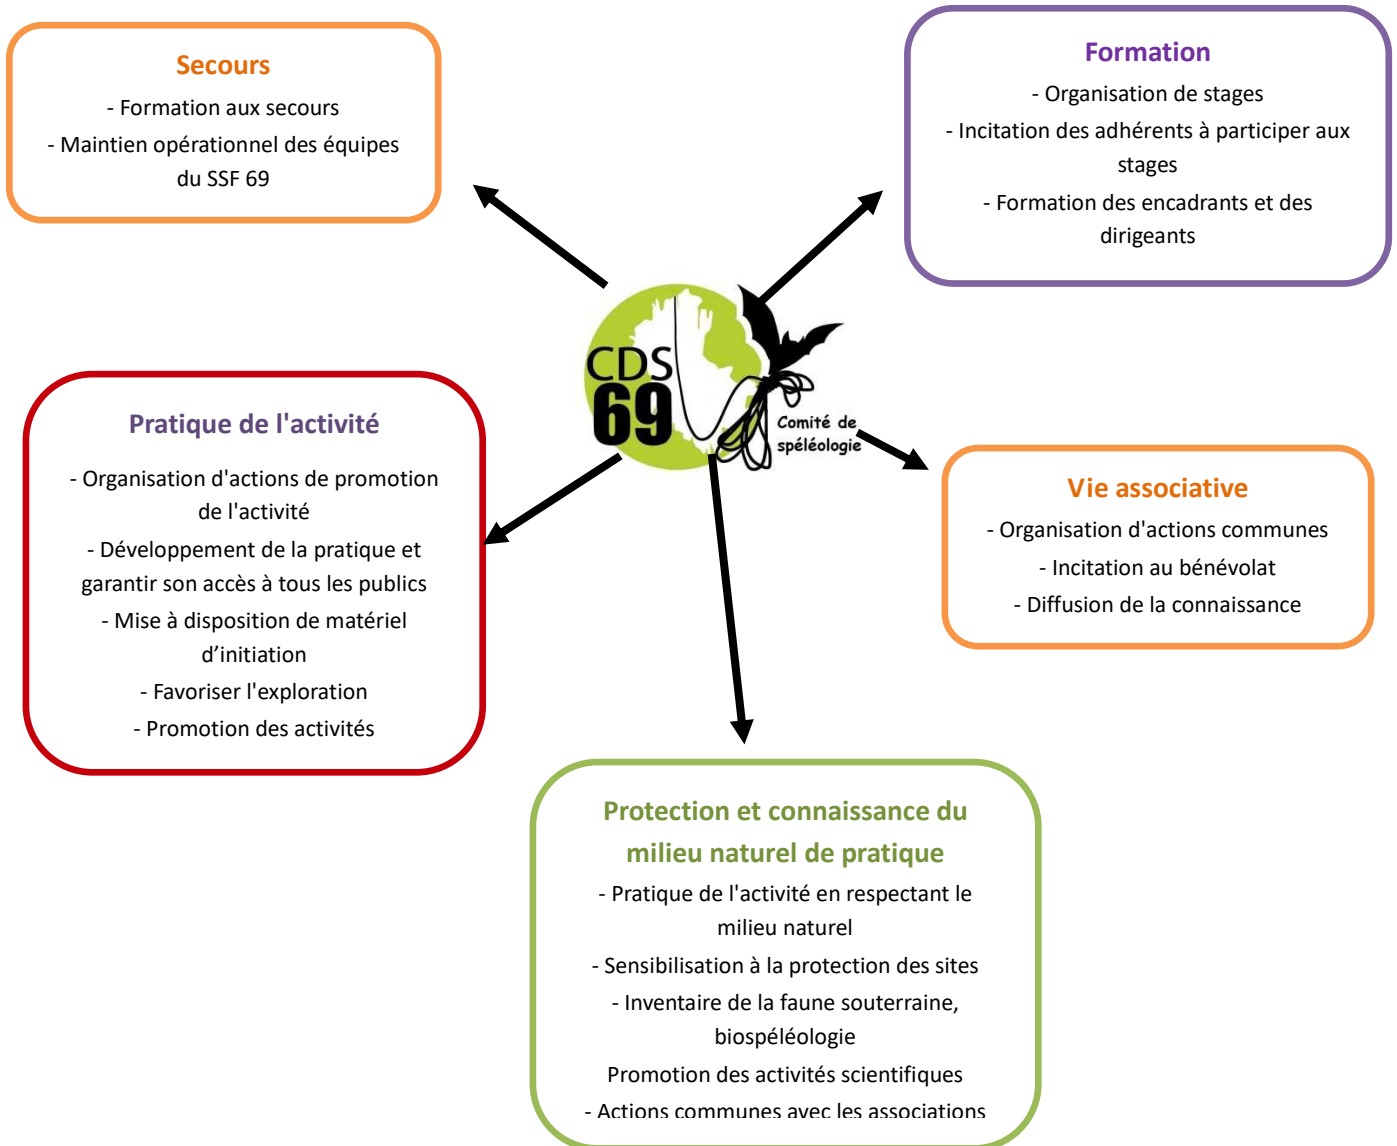 Secours
- Formation aux secours
- Maintien opérationnel des équipes
du SSF 69
Formation
- Organisation de stages
- Incitation des adhérents à participer aux
stages
- Formation des encadrants et des
dirigeants
CDS
69
Comité de
spéléologie
Pratique de l'activité
- Organisation d'actions de promotion
de l'activité
- Développement de la pratique et
garantir son accès à tous les publics
- Mise à disposition de matériel
d’initiation
- Favoriser l'exploration
- Promotion des activités
Vie associative
- Organisation d'actions communes
- Incitation au bénévolat
- Diffusion de la connaissance
Protection et connaissance du
milieu naturel de pratique
- Pratique de l'activité en respectant le
milieu naturel
- Sensibilisation à la protection des sites
- Inventaire de la faune souterraine,
biospéléologie
Promotion des activités scientifiques
- Actions communes avec les associations